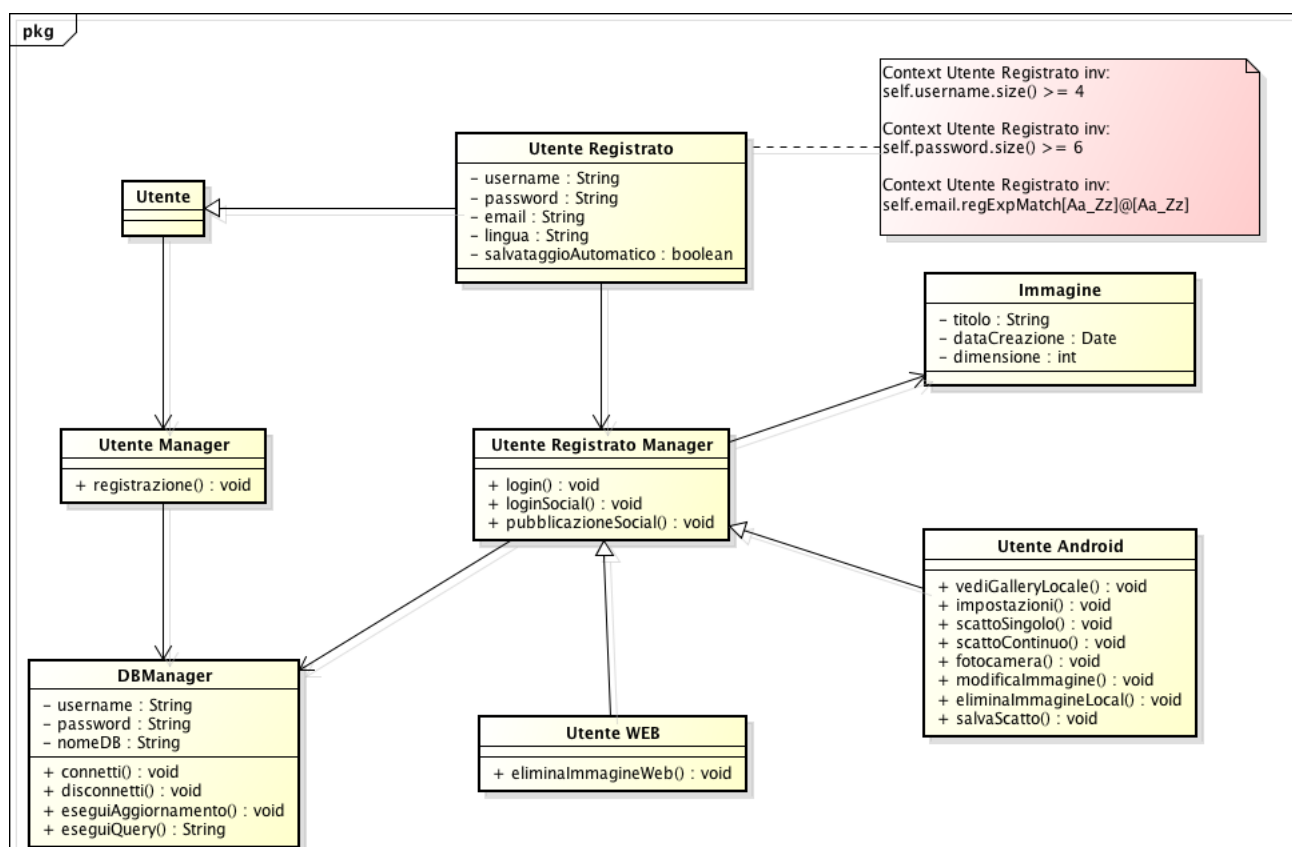 pkg
Context Utente Registrato inv:
self.username.size() >= 4
Context Utente Registrato inv:
self.password.size() >= 6
Context Utente Registrato inv:
self.email.regExpMatch[Aa_Zz]@[Aa_Zz]
Utente Registrato
- username : String
- password : String
- email : String
- lingua : String
- salvataggioAutomatico : boolean
Utente
Immagine
- titolo : String
- dataCreazione : Date
- dimensione : int
Utente Manager
+ registrazione() : void
Utente Registrato Manager
+ login() : void
+ loginSocial() : void
+ pubblicazioneSocial() : void
Utente Android
+ vediGalleryLocale() : void
+ impostazioni() : void
+ scattoSingolo() : void
+ scattoContinuo() : void
+ fotocamera() : void
+ modificaImmagine() : void
+ eliminaImmagineLocal() : void
+ salvaScatto() : void
DBManager
- username : String
- password : String
- nomeDB : String
+ connetti() : void
+ disconnetti() : void
+ eseguiAggiornamento() : void
+ eseguiQuery() : String
Utente WEB
+ eliminaImmagineWeb() : void